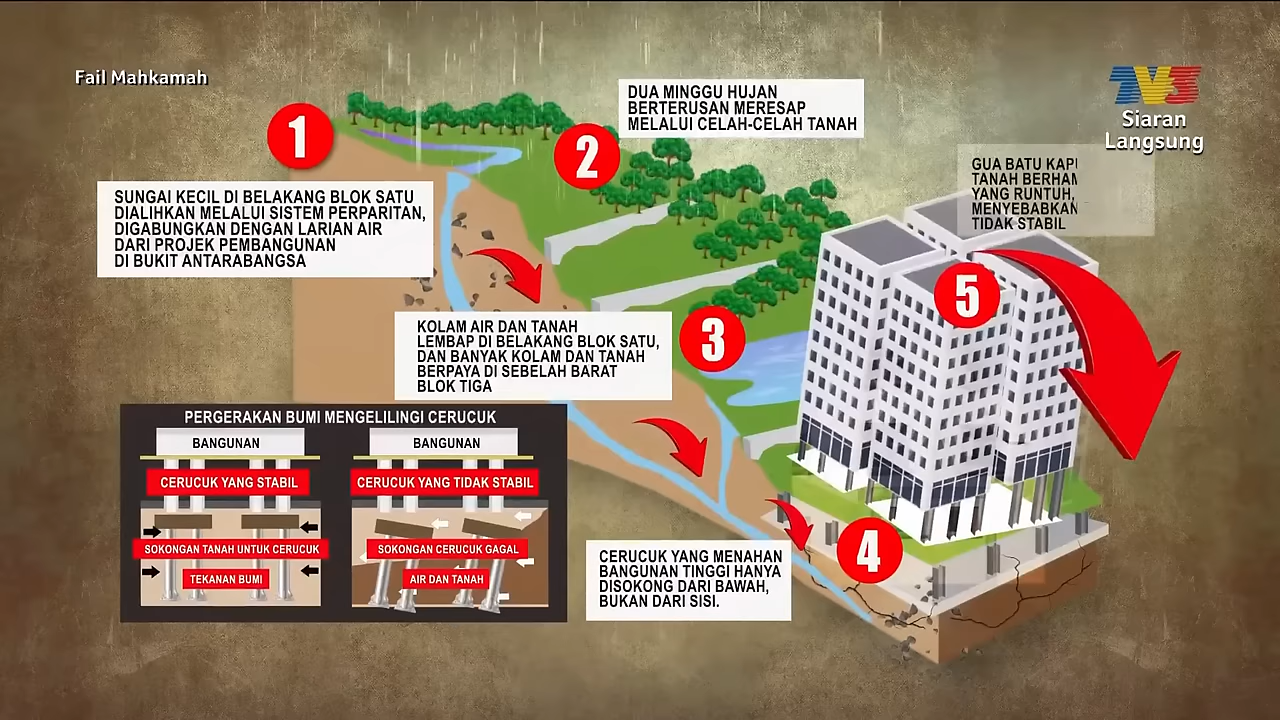 Fail Mahkamah
TV3
Siaran
Langsung
1
SUNGAI KECIL DI BELAKANG BLOK SATU
DIALIHKAN MELALUI SISTEM PERPARITAN,
DIGABUNGKAN DENGAN LARIAN AIR
DARI PROJEK PEMBANGUNAN
DI BUKIT ANTARABANGSA
2
DUA MINGGU HUJAN
BERTERUSAN MERESAP
MELALUI CELAH-CELAH TANAH
3
KOLAM AIR DAN TANAH
LEMBAP DI BELAKANG BLOK SATU,
DAN BANYAK KOLAM DAN TANAH
BERPAYA DI SEBELAH BARAT
BLOK TIGA
4
CERUCUK YANG MENAHAN
BANGUNAN TINGGI HANYA
DISOKONG DARI BAWAH,
BUKAN DARI SISI.
5
GUA BATU
TANAH
YANG RUNTUH,
MENYEBABKAN
TIDAK STABIL
PERGERAKAN BUMI MENGELILINGI CERUCUK
BANGUNAN
CERUCUK YANG STABIL
SOKONGAN TANAH UNTUK CERUCUK
TEKANAN BUMI
BANGUNAN
CERUCUK YANG TIDAK STABIL
SOKONGAN CERUCUK GAGAL
AIR DAN TANAH